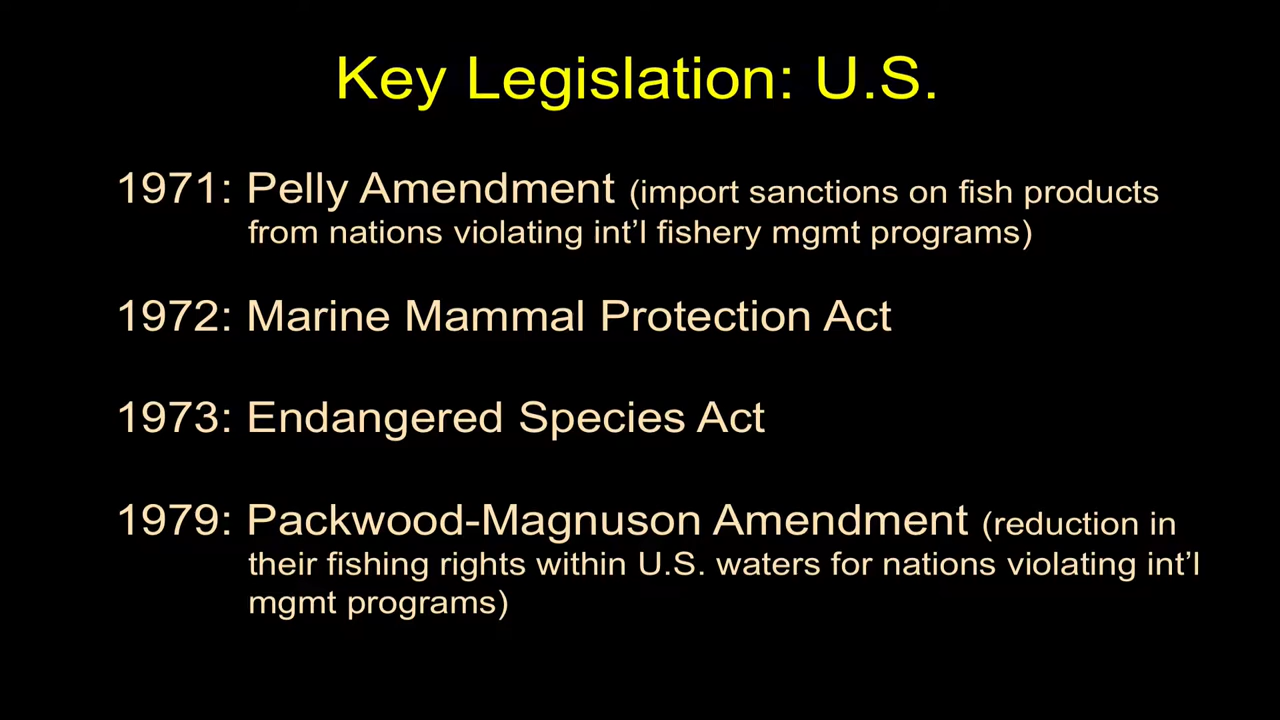 Key Legislation: U.S.
1971: Pelly Amendment (import sanctions on fish products
from nations violating int’l fishery mgmt programs)
1972: Marine Mammal Protection Act
1973: Endangered Species Act
1979: Packwood-Magnuson Amendment (reduction in
their fishing rights within U.S. waters for nations violating int’l
mgmt programs)